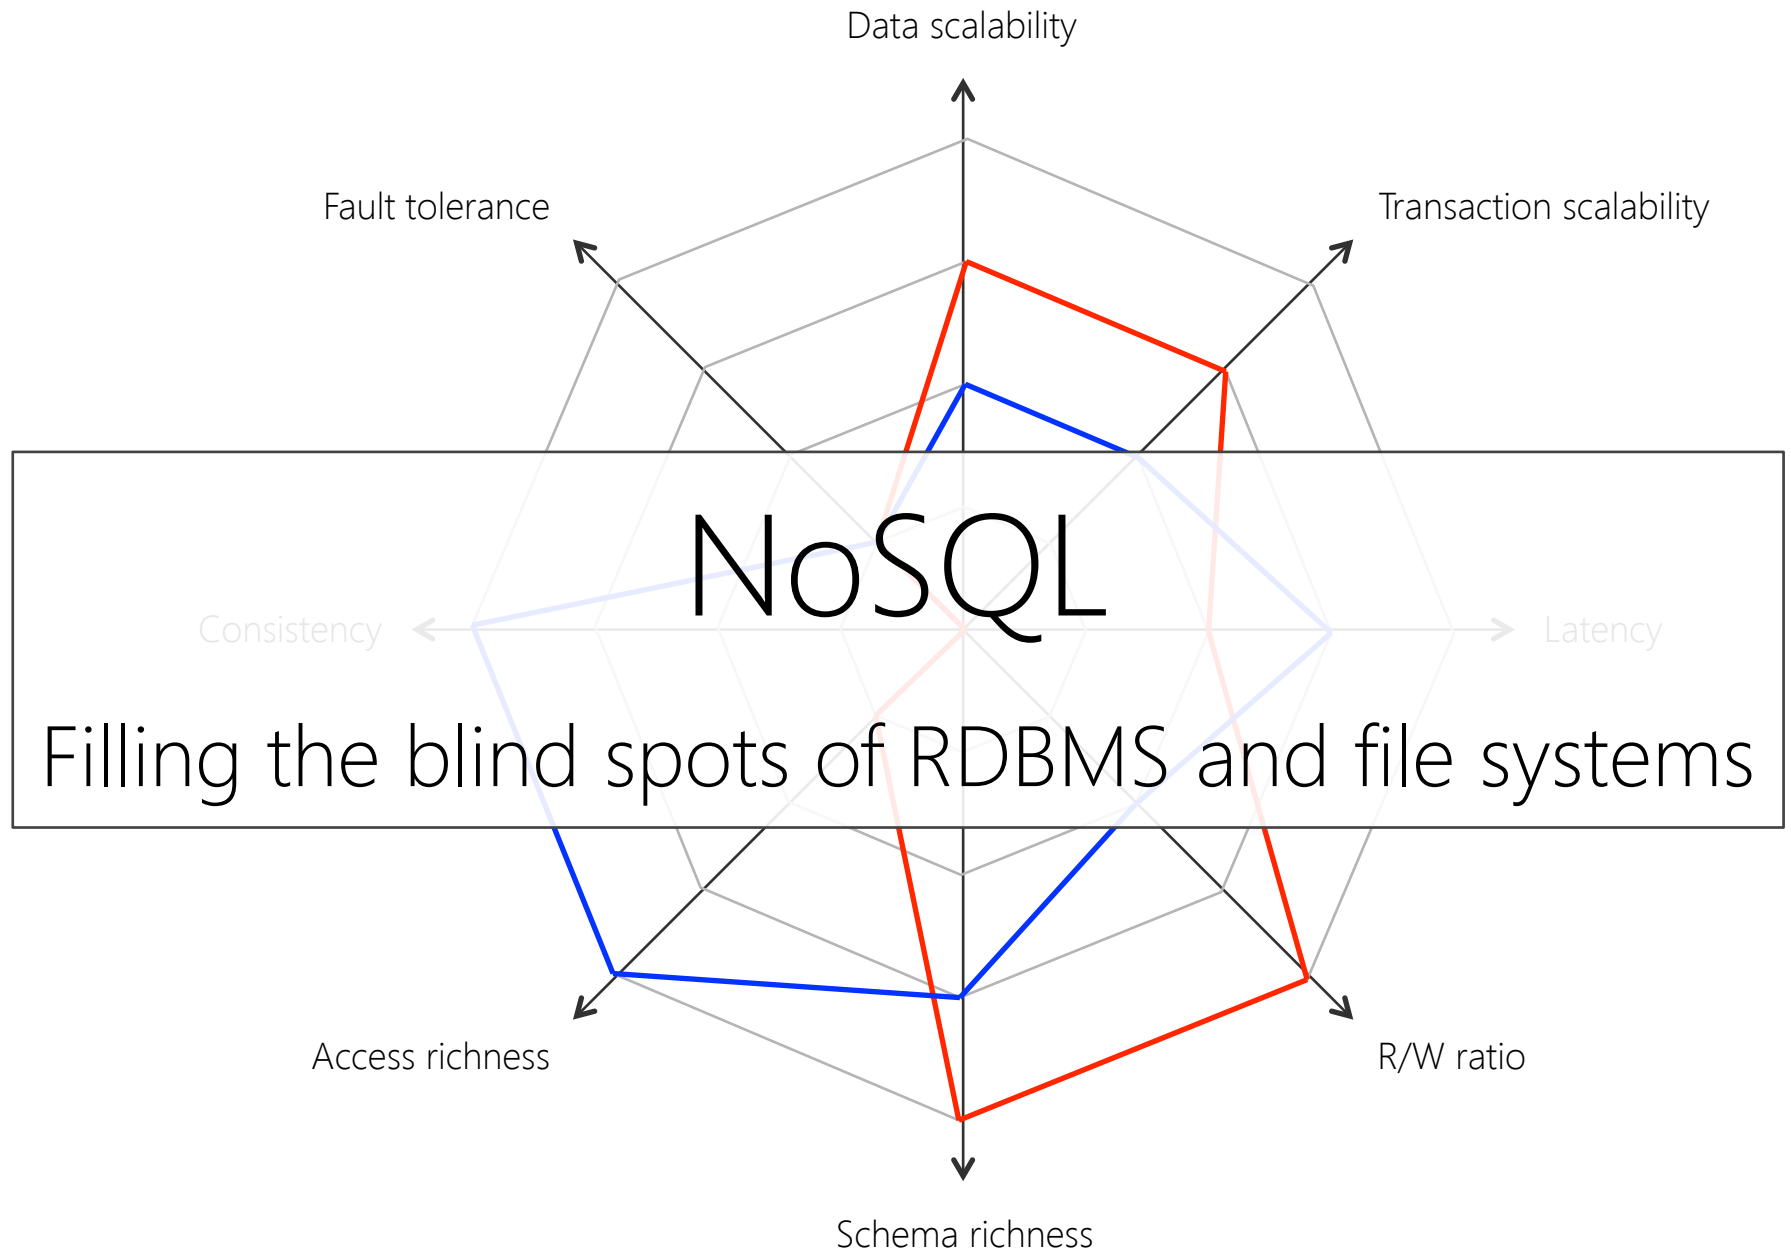 Data scalability
Fault tolerance
Transaction scalability
NoSQL
Consistency
Latency
Filling the blind spots of RDBMS and file systems
Access richness
R/W ratio
Schema richness